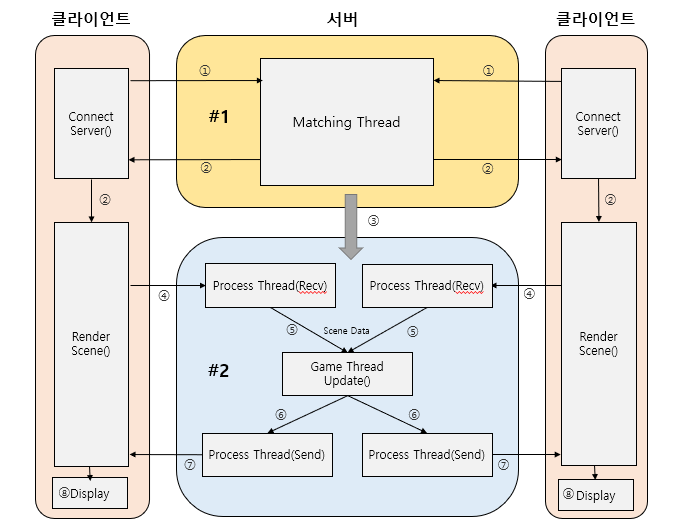 클라이언트
서버
클라이언트
①
①
Connect
Server()
#1
Matching Thread
Connect
Server()
②
②
②
②
③
Process Thread(Recv)
Process Thread(Recv)
④
④
⑤
Scene Data
⑤
Render
Scene()
#2
Game Thread
Update()
Render
Scene()
⑥
⑥
Process Thread(Send)
Process Thread(Send)
⑦
⑦
⑧Display
⑧ Display